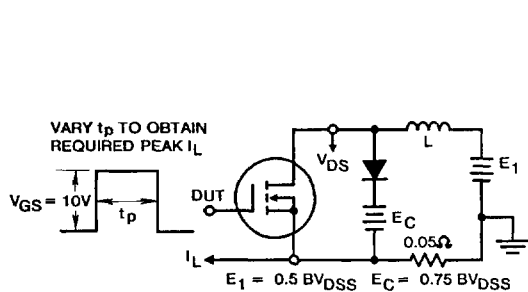 VARY tp TO OBTAIN
REQUIRED PEAK IL
VGS = 10V
tp
DUT
VDS
L
E1
EC
0.05Ω
IL
E1 = 0.5 BVDSS EC = 0.75 BVDSS